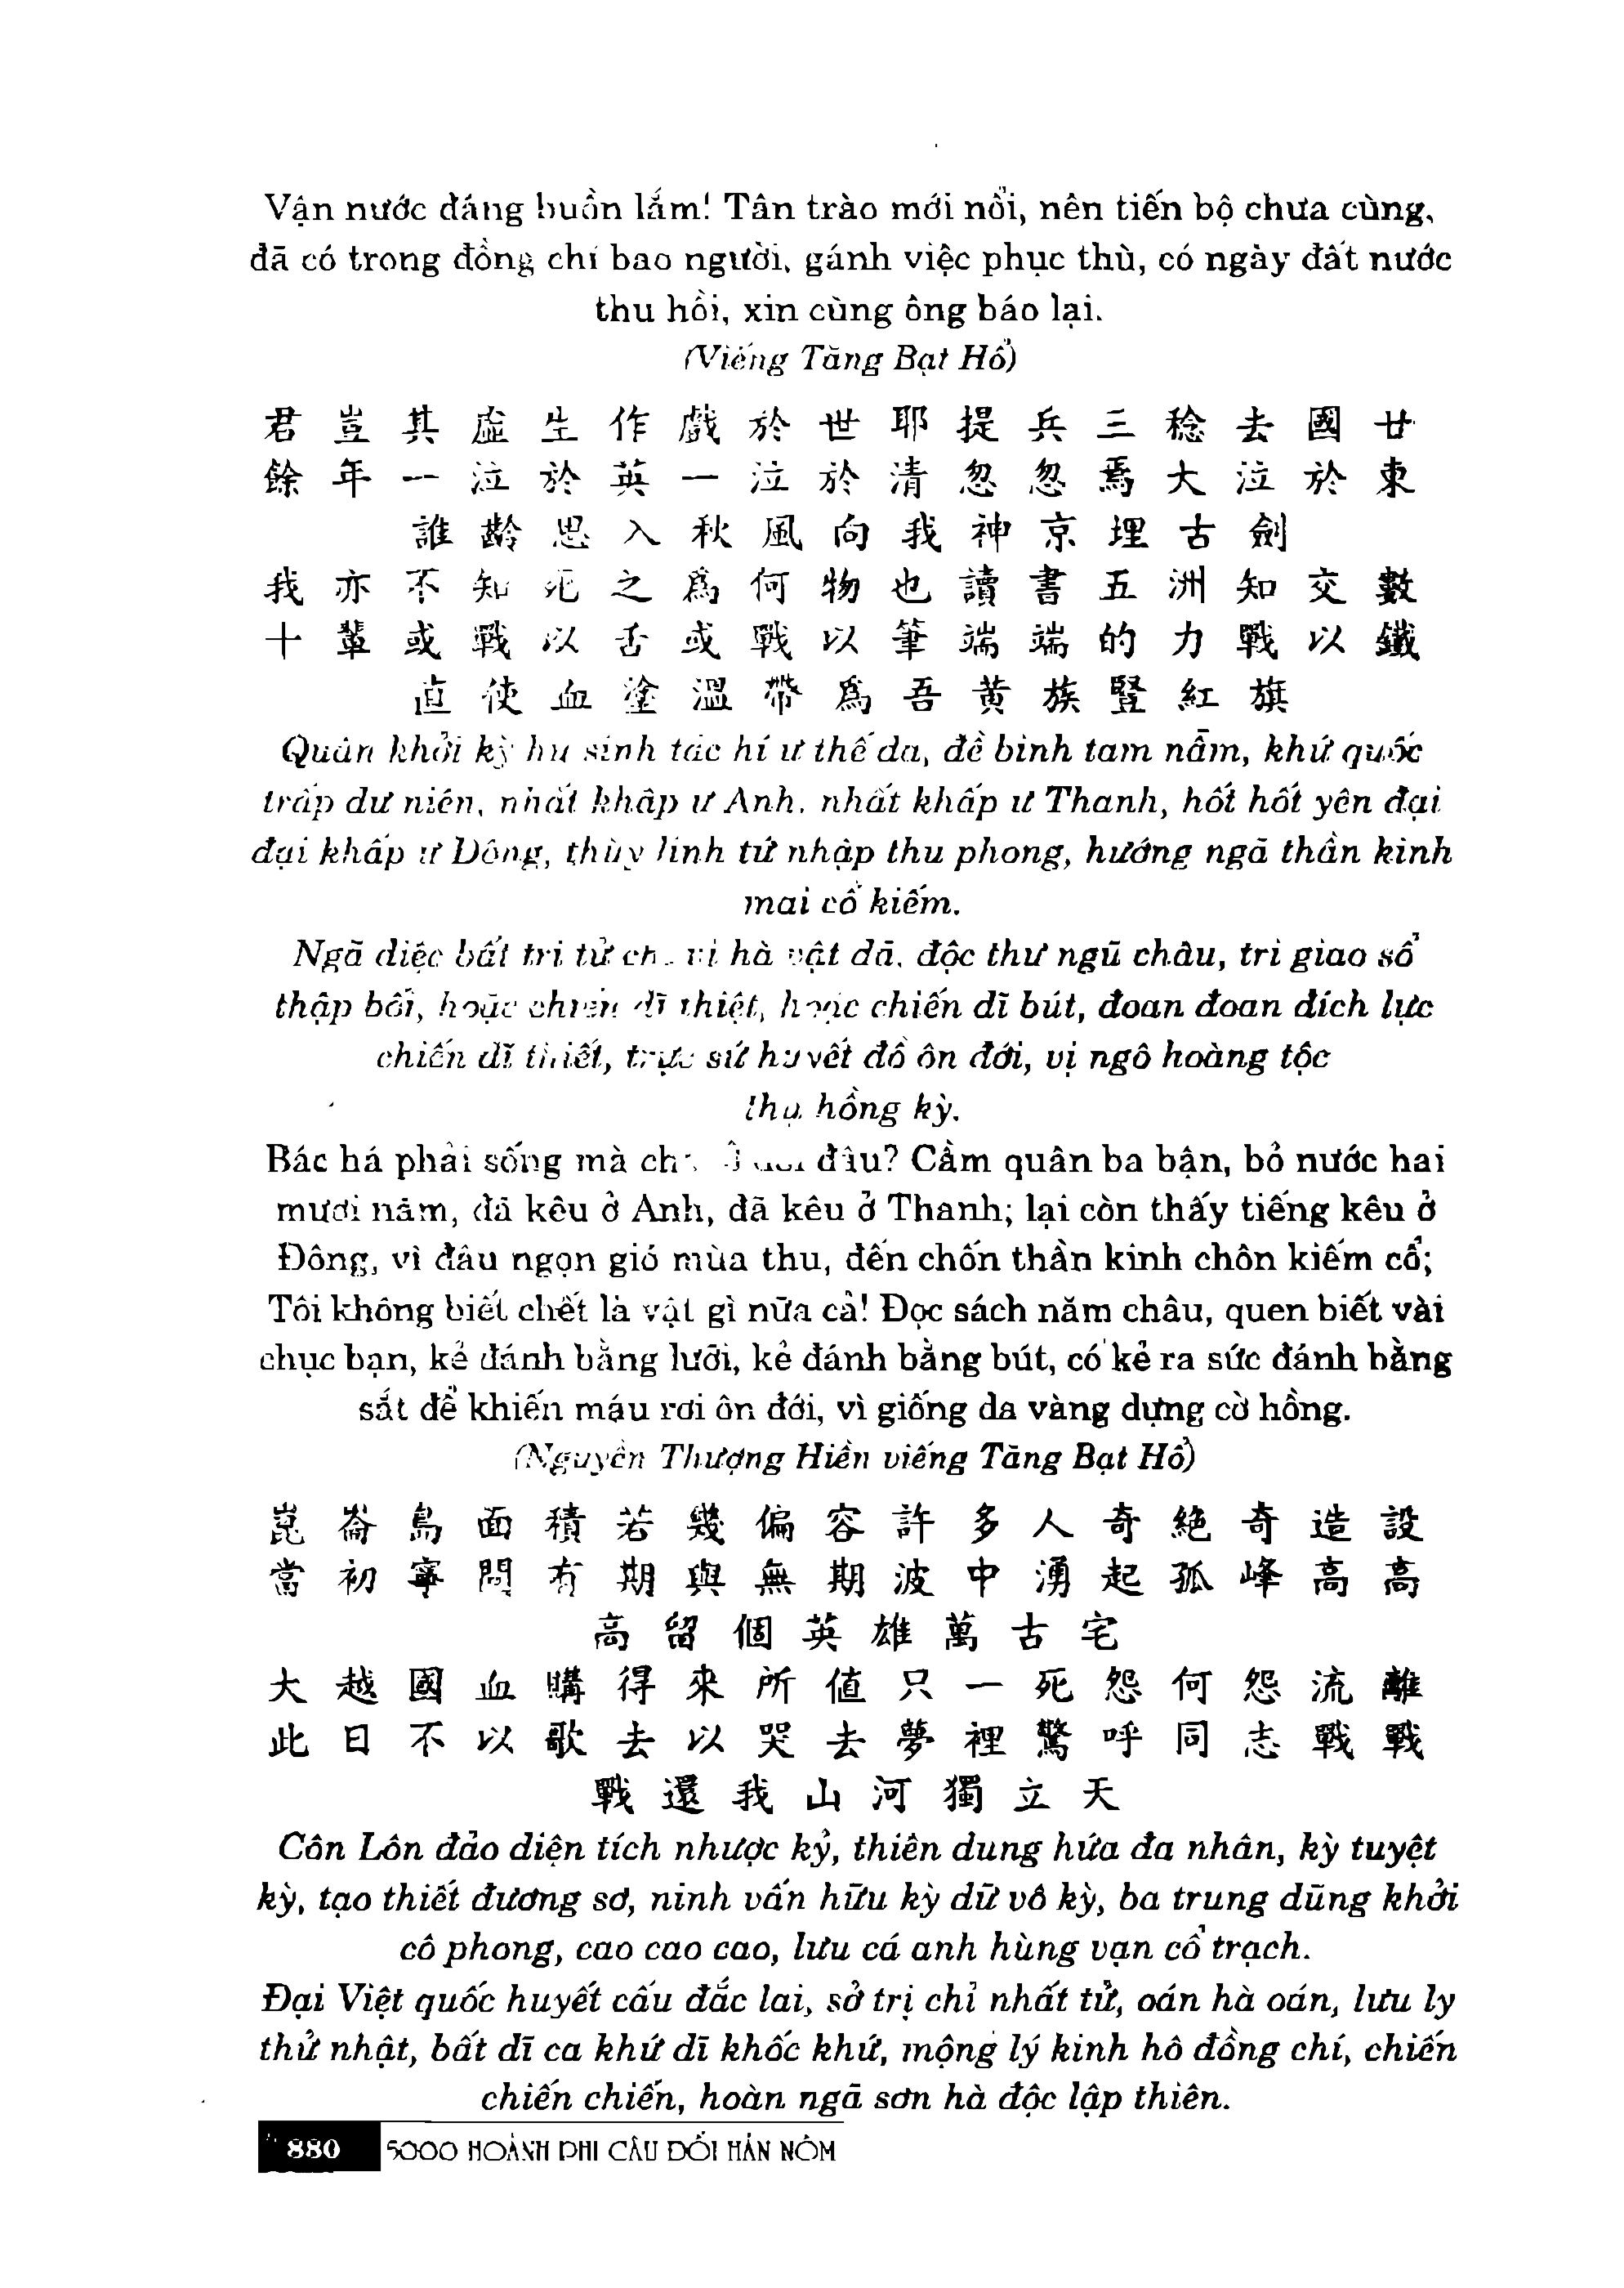 Vận nước đáng buồn lắm! Tân trào mới nổi, nên tiến bộ chưa cùng,
đã có trong đồng chí bao người, gánh việc phục thù, có ngày đất nước
thu hồi, xin cùng ông báo lại.
(Viếng Tăng Bạt Hổ)
君豈其虛生作戲於世耶提兵三稔去國廿
餘年一泣於英一泣於清忽忽焉大泣於東
誰齡思入秋風向我神京埋古劍
我亦不知死之爲何物也讀書五洲知交數
十輩或戰以舌或戰以筆端端的力戰以鐵
直使血塗溫帶爲吾黃族豎紅旗
Quân khởi kỳ hư sinh tác hí ư thế da, đề binh tam nẫm, khứ quốc
trấp dư niên, nhất khấp ư Anh, nhất khấp ư Thanh, hốt hốt yên đại
đại khấp ư Đông, thùy linh tứ nhập thu phong, hướng ngã thần kinh
mai cổ kiếm.
Ngã diệc bất tri tử chi vi hà vật dã, độc thư ngũ châu, tri giao số
thập bối, hoặc chiến dĩ thiệt, hoặc chiến dĩ bút, đoan đoan đích lực
chiến dĩ thiết, trực sứ huyết đồ ôn đới, vị ngô hoàng tộc
thụ hồng kỳ.
Bác há phải sống mà đâu? Cầm quân ba bận, bỏ nước hai
mươi năm, đã kêu ở Anh, đã kêu ở Thanh; lại còn thấy tiếng kêu ở
Đông, vì đâu ngọn gió mùa thu, đến chốn thần kinh chôn kiếm cổ;
Tôi không biết chết là vật gì nữa cả! Đọc sách năm châu, quen biết vài
chục bạn, kẻ đánh bằng lưỡi, kẻ đánh bằng bút, có kẻ ra sức đánh bằng
sắt để khiến máu rơi ôn đới, vì giống da vàng dựng cờ hồng.
(Nguyễn Thượng Hiền viếng Tăng Bạt Hổ)
崑崙島面積若幾偏容許多人奇絕奇造設
當初寧問有期與無期波中湧起孤峰高高
高留個英雄萬古宅
大越國血購得來所值只一死怨何怨流離
此日不以歌去以哭去夢裡驚呼同志戰戰
戰還我山河獨立天
Côn Lôn đảo diện tích nhược kỷ, thiên dung hứa đa nhân, kỳ tuyệt
kỳ, tạo thiết đương sơ, ninh vấn hữu kỳ dữ vô kỳ, ba trung dũng khởi
cô phong, cao cao cao, lưu cá anh hùng vạn cổ trạch.
Đại Việt quốc huyết cấu đắc lai, sở trị chỉ nhất tử, oán hà oán, lưu ly
thử nhật, bất dĩ ca khứ dĩ khốc khứ, mộng lý kinh hô đồng chí, chiến
chiến chiến, hoàn ngã sơn hà độc lập thiên.
880 5000 HOÀNH PHI CÂU ĐỐI HÁN NÔM